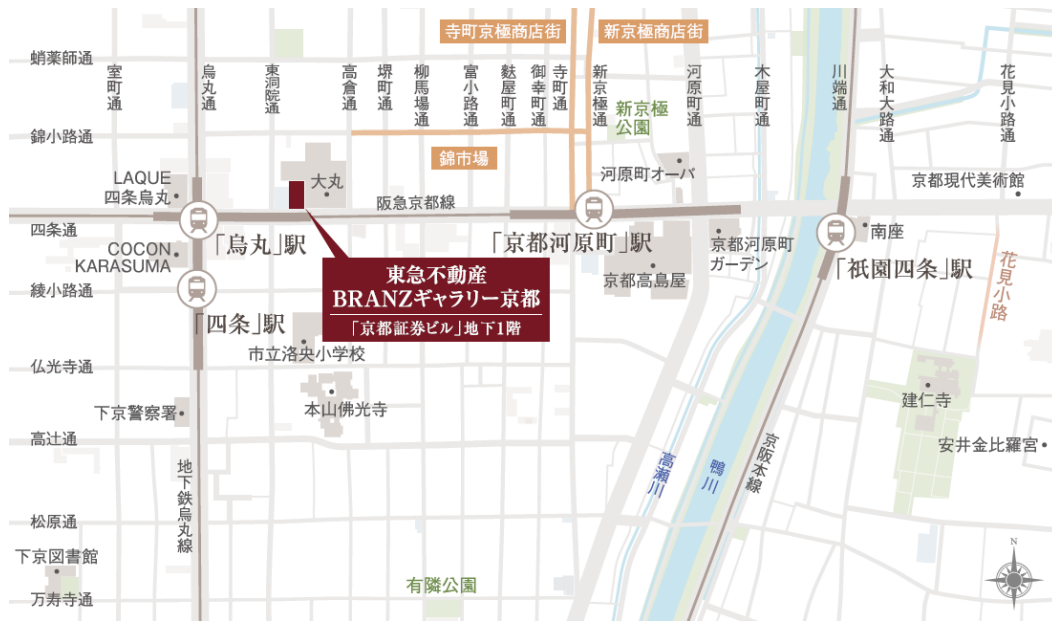 寺町京極商店街
新京極商店街
蛸薬師通
室町通
烏丸通
東洞院通
高倉通
堺町通
柳馬場通
富小路通
麩屋町通
御幸町通
寺町通
新京極通
河原町通
木屋町通
川端通
大和大路通
花見小路通
新京極
公園
錦小路通
錦市場
LAQUE
四条烏丸
大丸
河原町オーパ
京都現代美術館
阪急京都線
四条通
「烏丸」駅
「京都河原町」駅
京都河原町
ガーデン
南座
「祇園四条」駅
COCON
KARASUMA
東急不動産
BRANZギャラリー京都
「京都証券ビル」地下1階
京都高島屋
花見小路
綾小路通
「四条」駅
市立洛央小学校
仏光寺通
本山佛光寺
下京警察署
建仁寺
高辻通
安井金比羅宮
地下鉄烏丸線
高瀬川
鴨川
京阪本線
松原通
下京図書館
有隣公園
万寿寺通
N